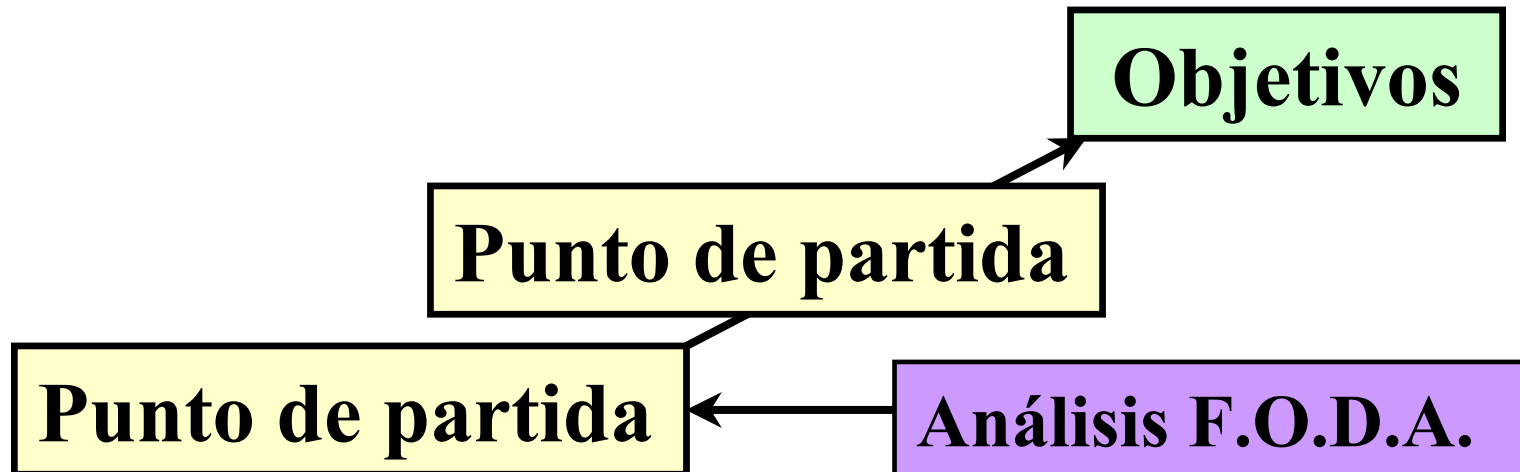 Objetivos
Punto de partida
Punto de partida
Análisis F.O.D.A.